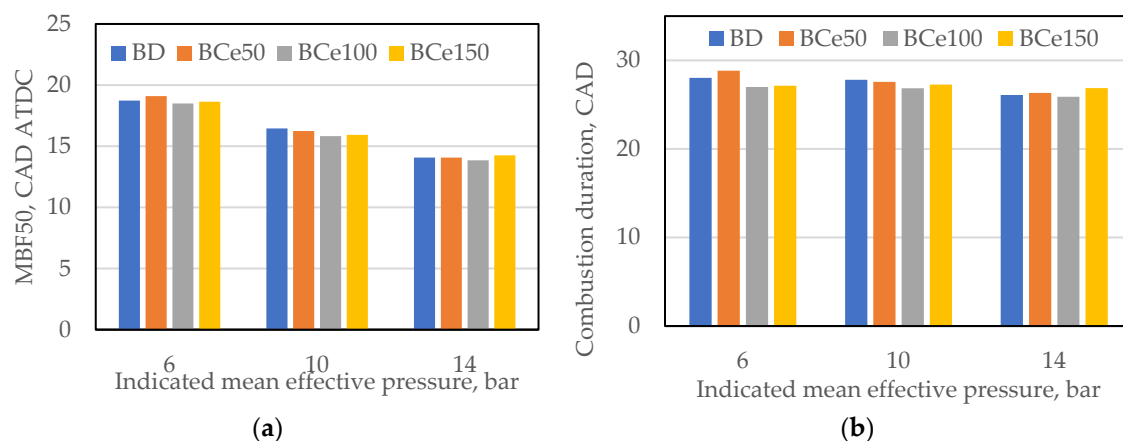 MBF50, CAD ATDC
25
20
15
10
5
0
BD BCe50 BCe100 BCe150
6 10 14
Indicated mean effective pressure, bar
(a)
Combustion duration, CAD
30
20
10
0
BD BCe50 BCe100 BCe150
6 10 14
Indicated mean effective pressure, bar
(b)